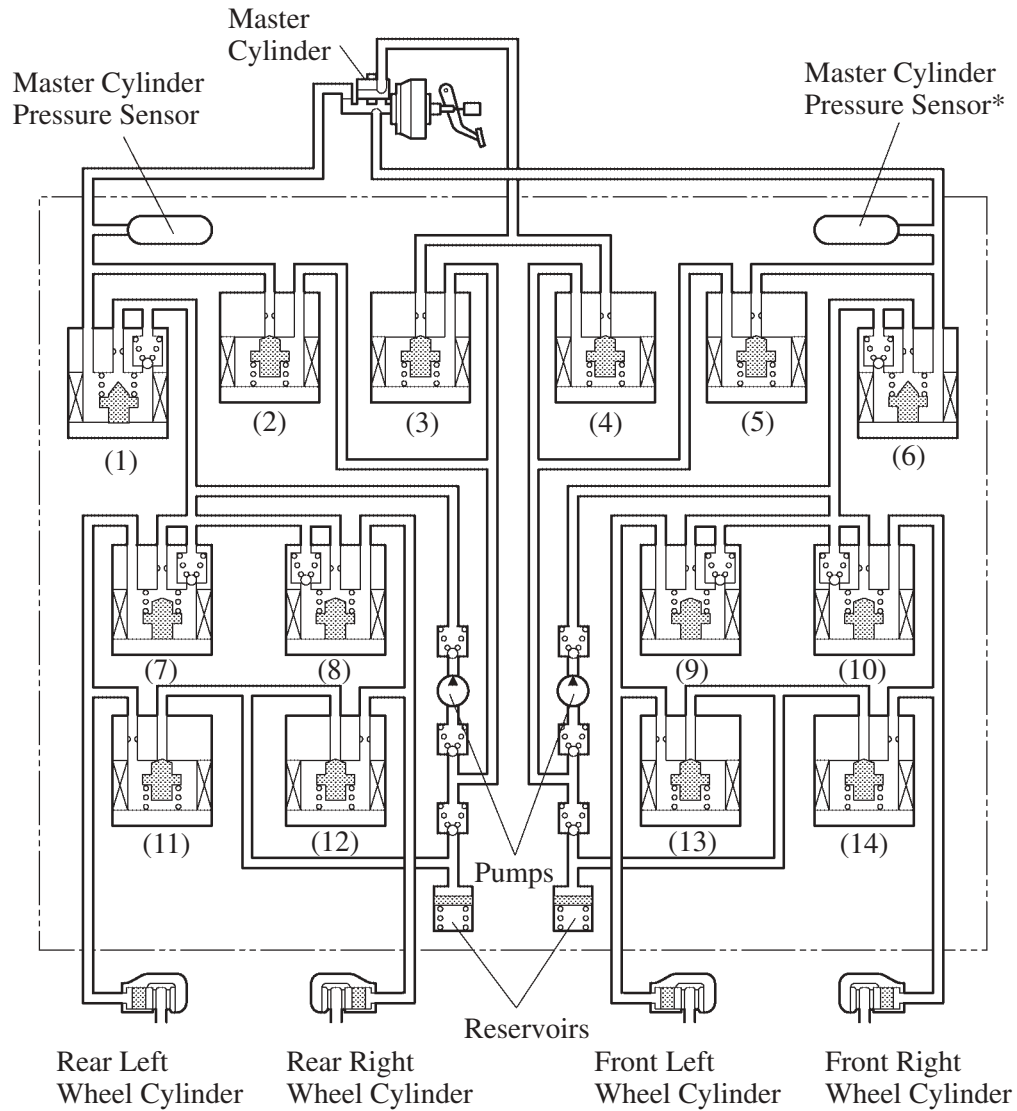 Master
Cylinder
Master Cylinder
Pressure Sensor
Master Cylinder
Pressure Sensor*
(1)
(2)
(3)
(4)
(5)
(6)
(7)
(8)
(9)
(10)
(11)
(12)
(13)
(14)
Pumps
Reservoirs
Rear Left
Wheel Cylinder
Rear Right
Wheel Cylinder
Front Left
Wheel Cylinder
Front Right
Wheel Cylinder